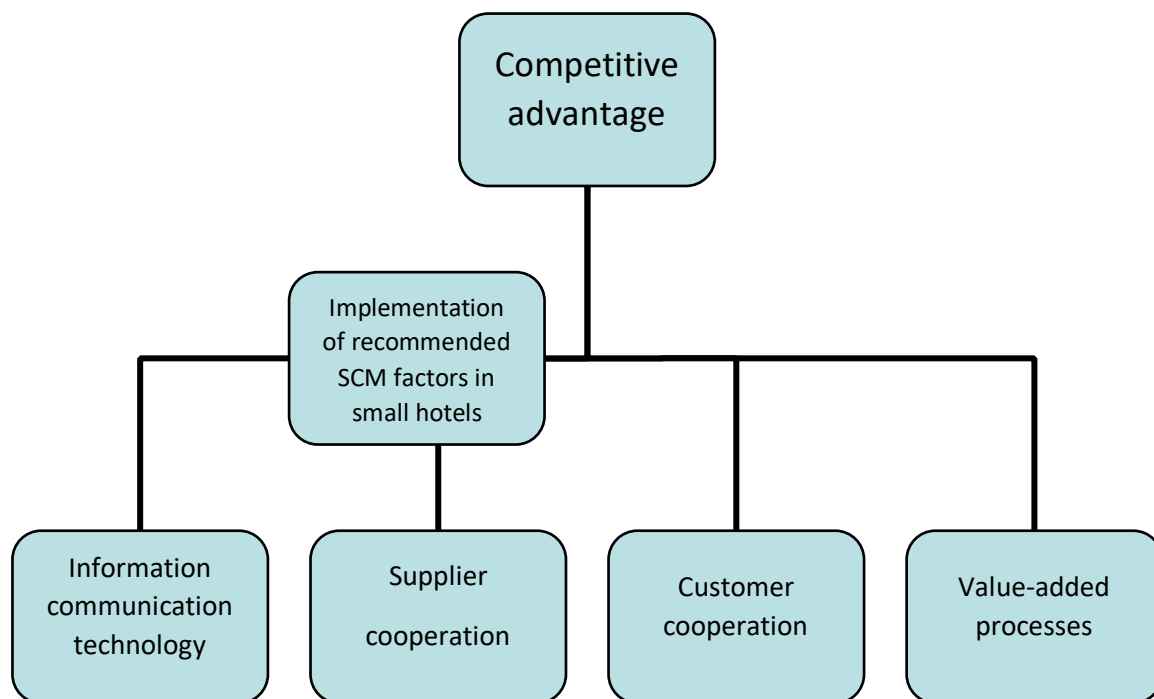 Competitive
advantage
Implementation
of recommended
SCM factors in
small hotels
Information
communication
technology
Supplier
cooperation
Customer
cooperation
Value-added
processes